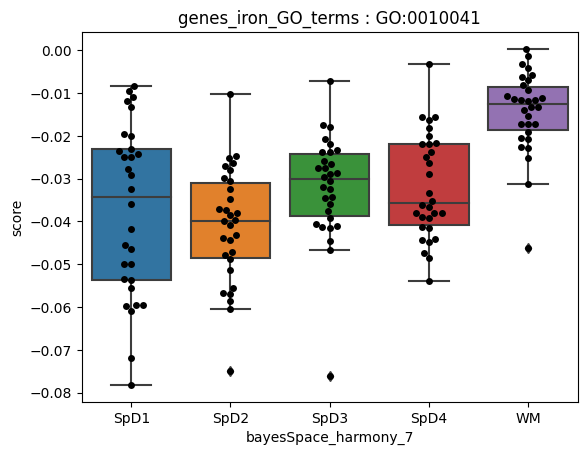 genes_iron_GO_terms : GO:0010041
0.00
−0.01
−0.02
−0.03
−0.04
−0.05
−0.06
−0.07
−0.08
score
SpD1 SpD2 SpD3 SpD4 WM
bayesSpace_harmony_7